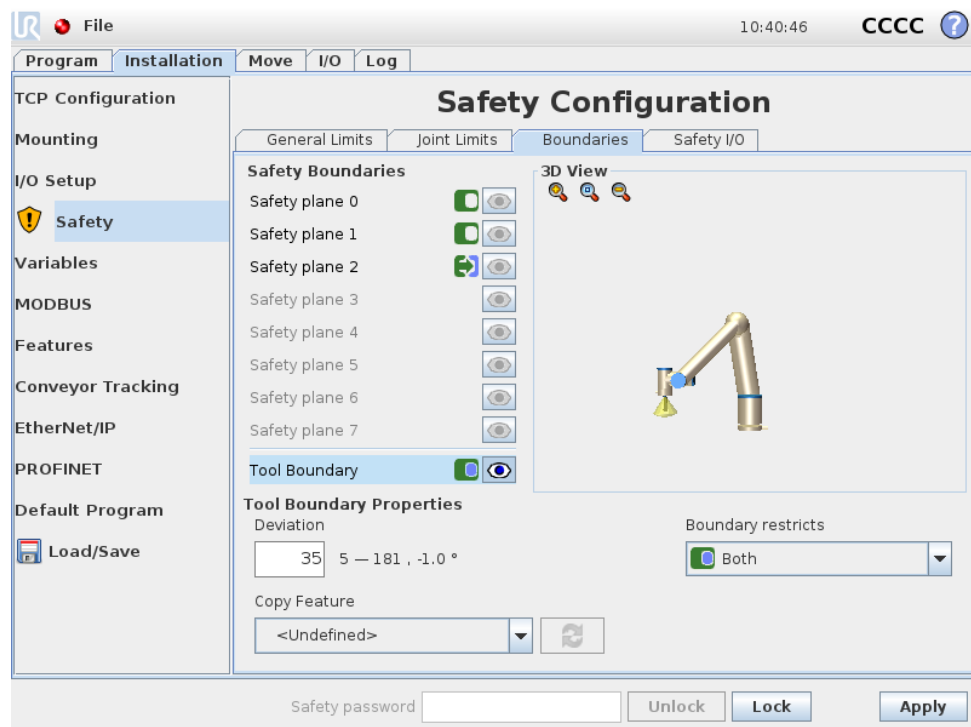 UR File 10:40:46 CCCC ?
Program Installation Move I/O Log
TCP Configuration
Mounting
I/O Setup
Safety
Variables
MODBUS
Features
Conveyor Tracking
EtherNet/IP
PROFINET
Default Program
Load/Save
Safety Configuration
General Limits Joint Limits Boundaries Safety I/O
Safety Boundaries
Safety plane 0
Safety plane 1
Safety plane 2
Safety plane 3
Safety plane 4
Safety plane 5
Safety plane 6
Safety plane 7
Tool Boundary
3D View
Tool Boundary Properties
Deviation
35 5 — 181 , -1.0 °
Boundary restricts
Both
Copy Feature
<Undefined>
Safety password Unlock Lock Apply